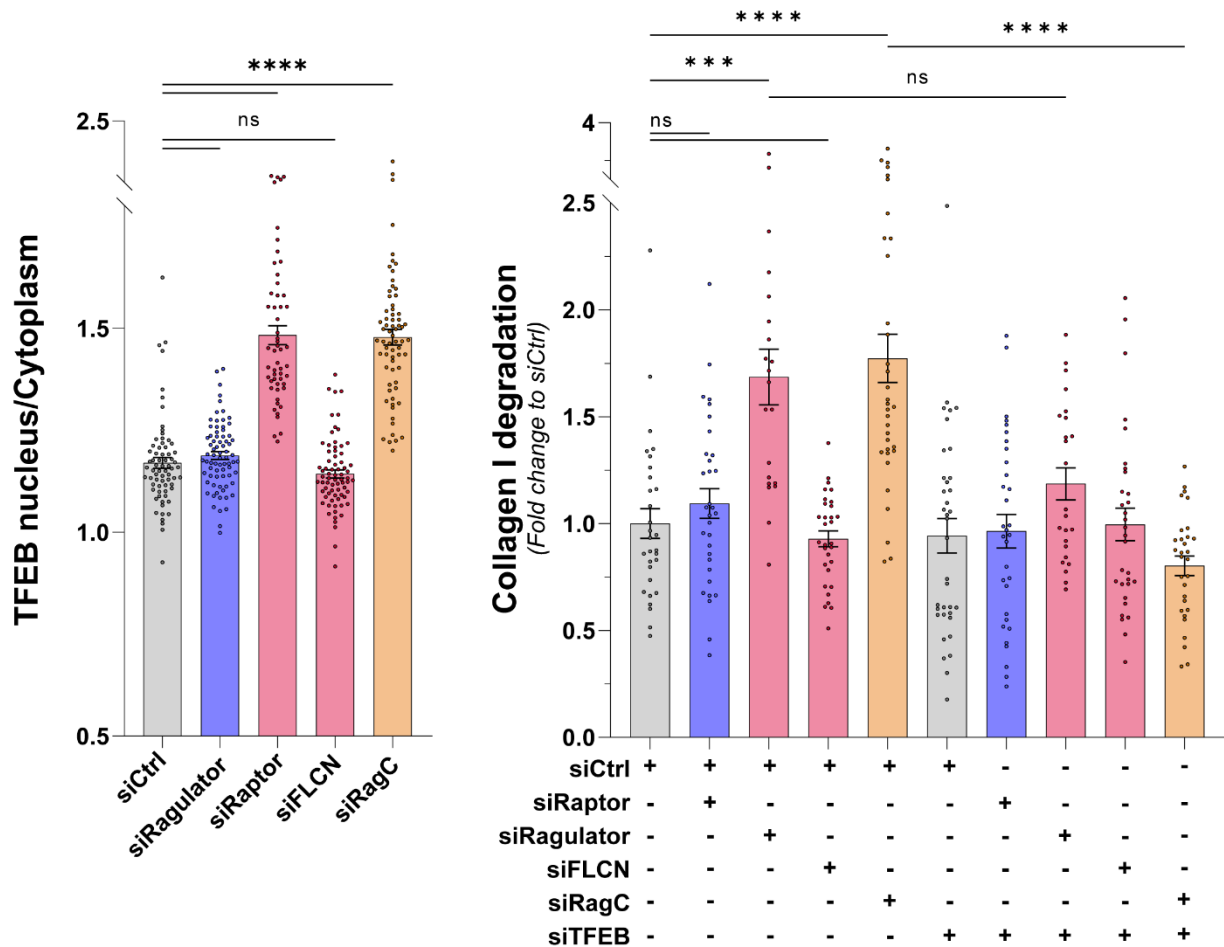 ****
ns
2.5
1.5
1.0
0.5
TFEB nucleus/Cytoplasm
siCtrl
siRagulator
siRaptor
siFLCN
siRagC
****
****
***
ns
ns
4
2.5
2.0
1.5
1.0
0.5
0.0
Collagen I degradation
(Fold change to siCtrl)
siCtrl + + + + + + - - - -
siRaptor - + - - - - + - - -
siRagulator - - + - - - - + - -
siFLCN - - - + - - - - + -
siRagC - - - - + - - - - +
siTFEB - - - - - + + + + +